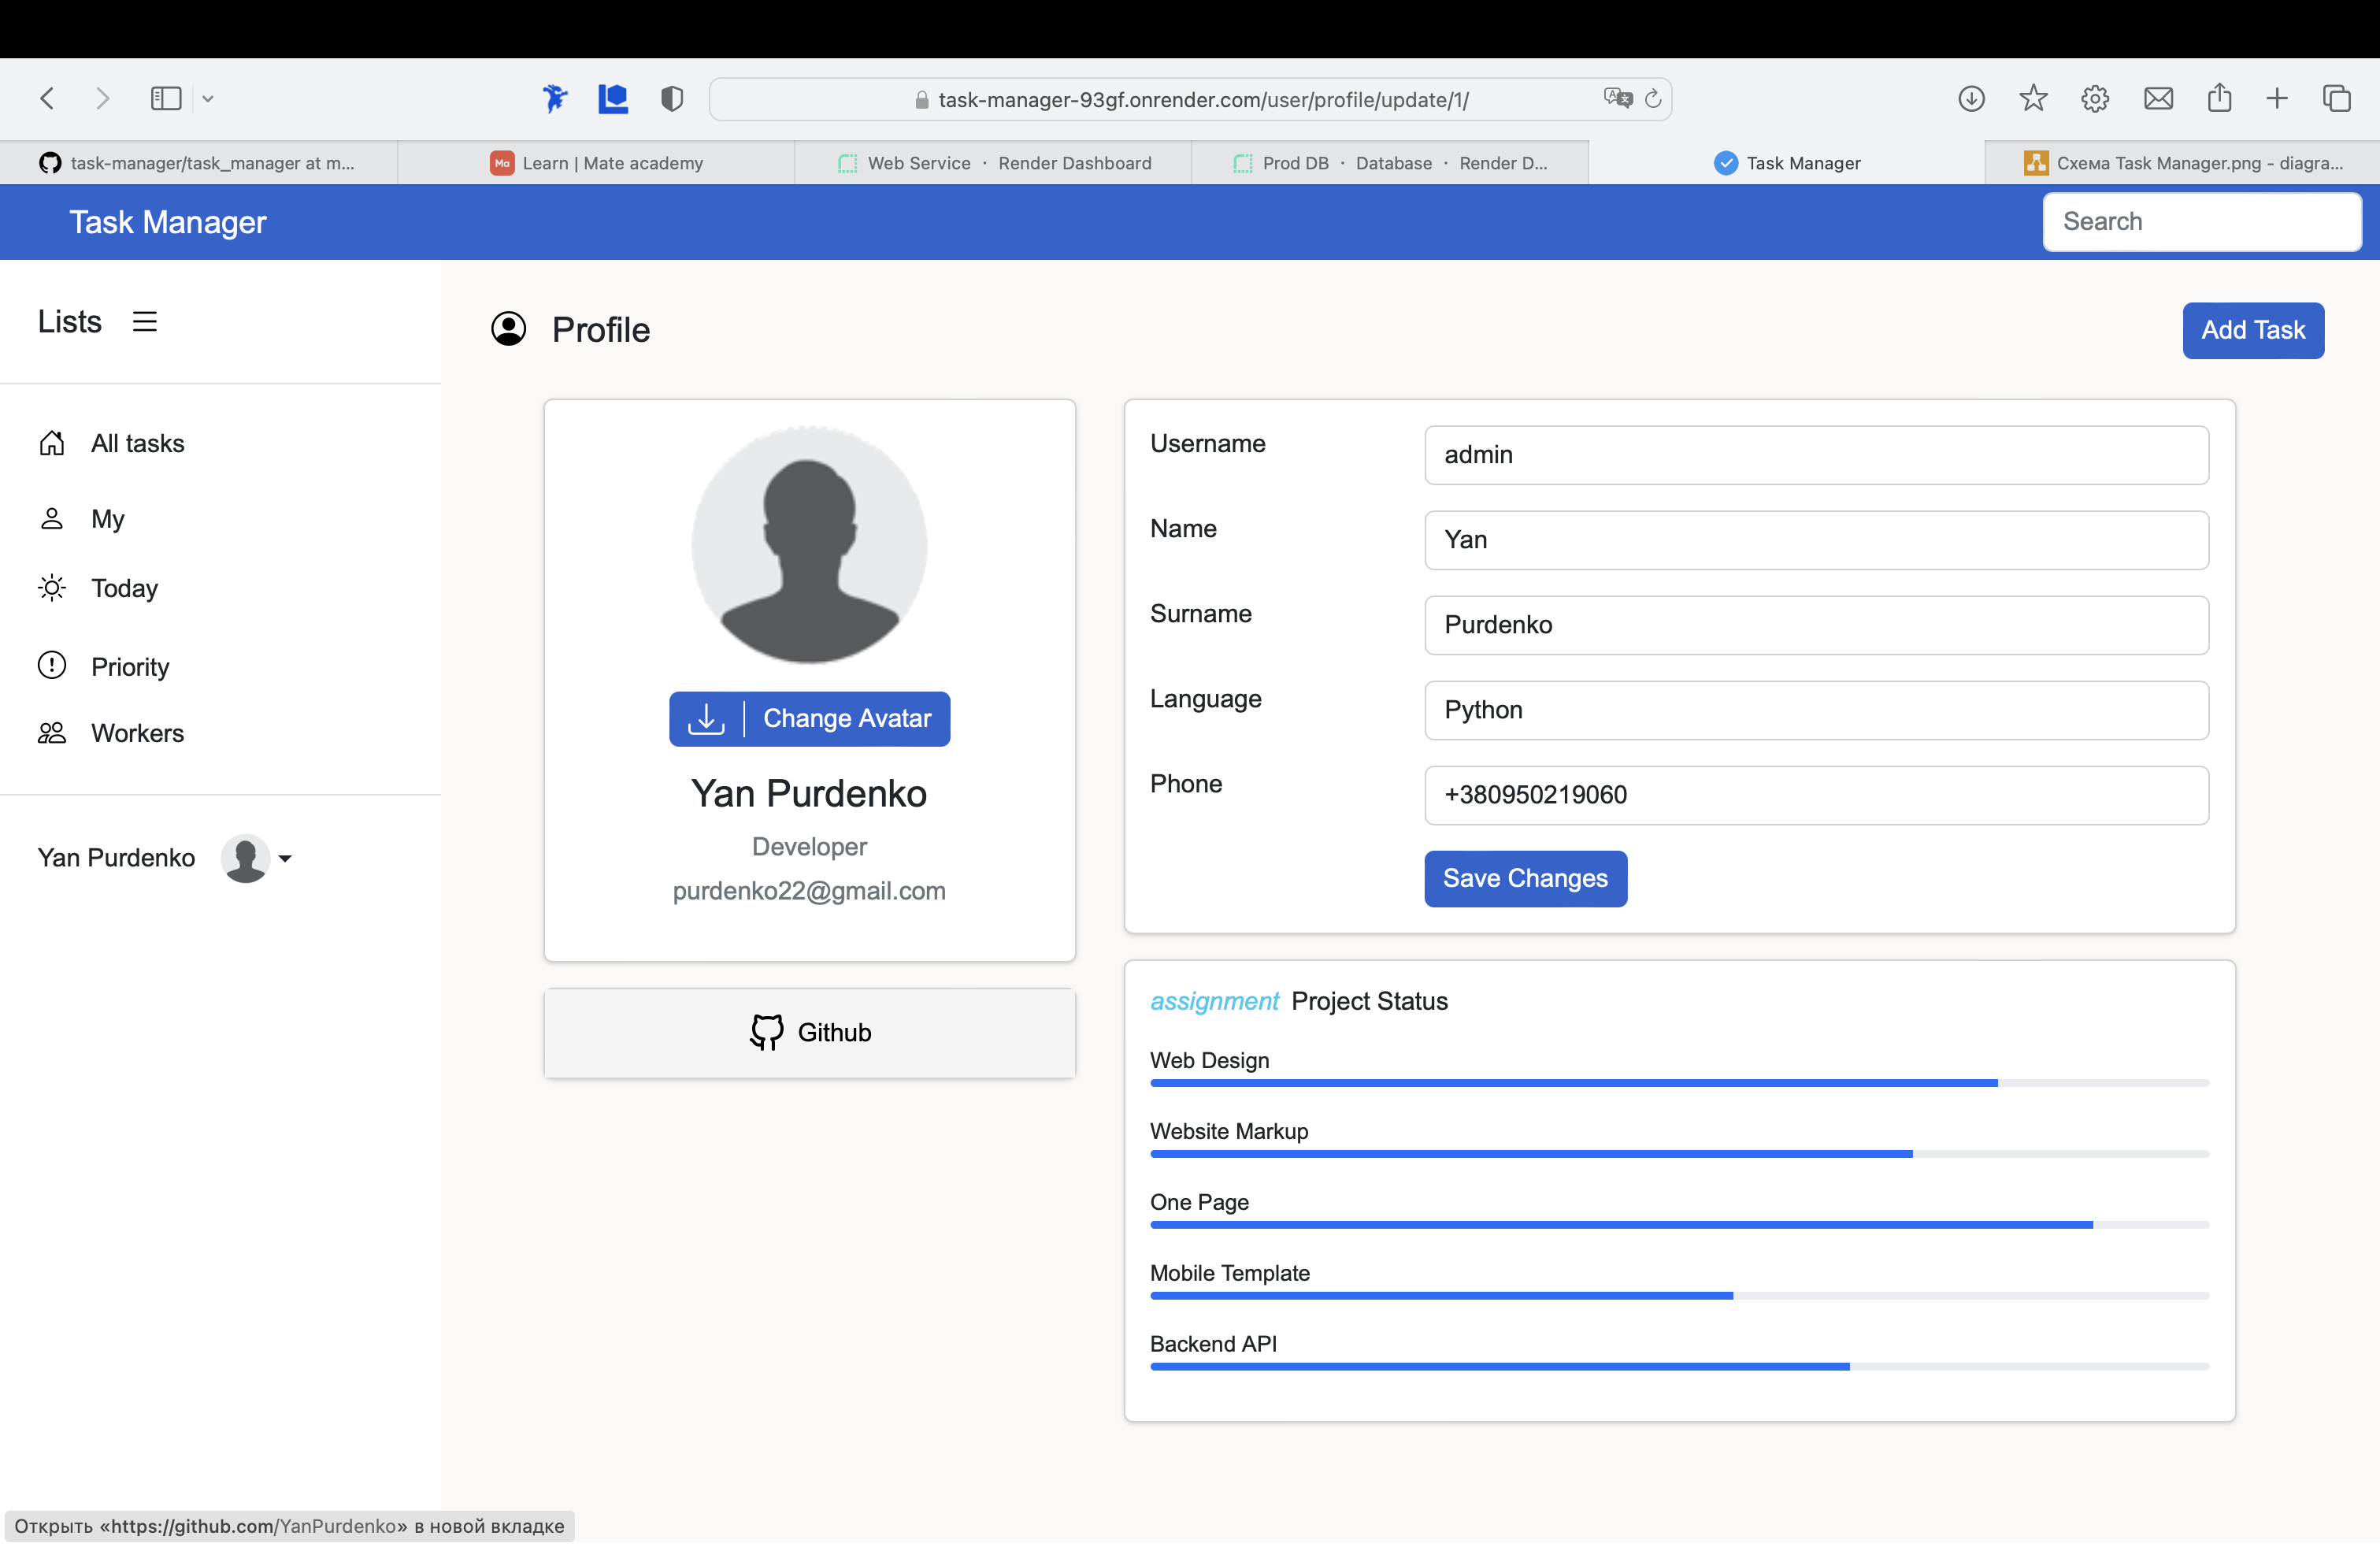 task-manager-93gf.onrender.com/user/profile/update/1/
task-manager/task_manager at m...
Ma Learn | Mate academy
Web Service · Render Dashboard
Prod DB · Database · Render D...
Task Manager
Схема Task Manager.png - diagra...
Task Manager
Search
Lists
Profile
Add Task
All tasks
My
Today
Priority
Workers
Yan Purdenko
Change Avatar
Yan Purdenko
Developer
purdenko22@gmail.com
Github
Username
admin
Name
Yan
Surname
Purdenko
Language
Python
Phone
+380950219060
Save Changes
assignment Project Status
Web Design
Website Markup
One Page
Mobile Template
Backend API
Открыть «https://github.com/YanPurdenko» в новой вкладке